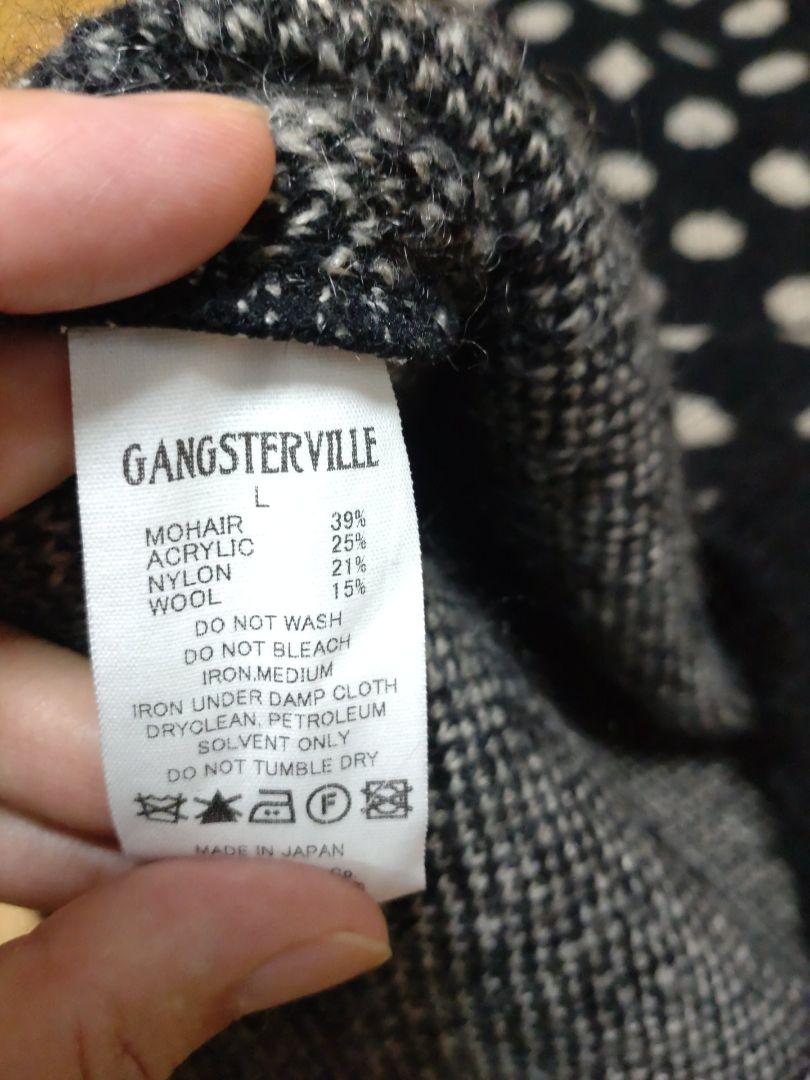 GANGSTERVILLE
L
MOHAIR 39%
ACRYLIC 25%
NYLON 21%
WOOL 15%
DO NOT WASH
DO NOT BLEACH
IRON,MEDIUM
IRON UNDER DAMP CLOTH
DRYCLEAN, PETROLEUM
SOLVENT ONLY
DO NOT TUMBLE DRY
F
MADE IN JAPAN